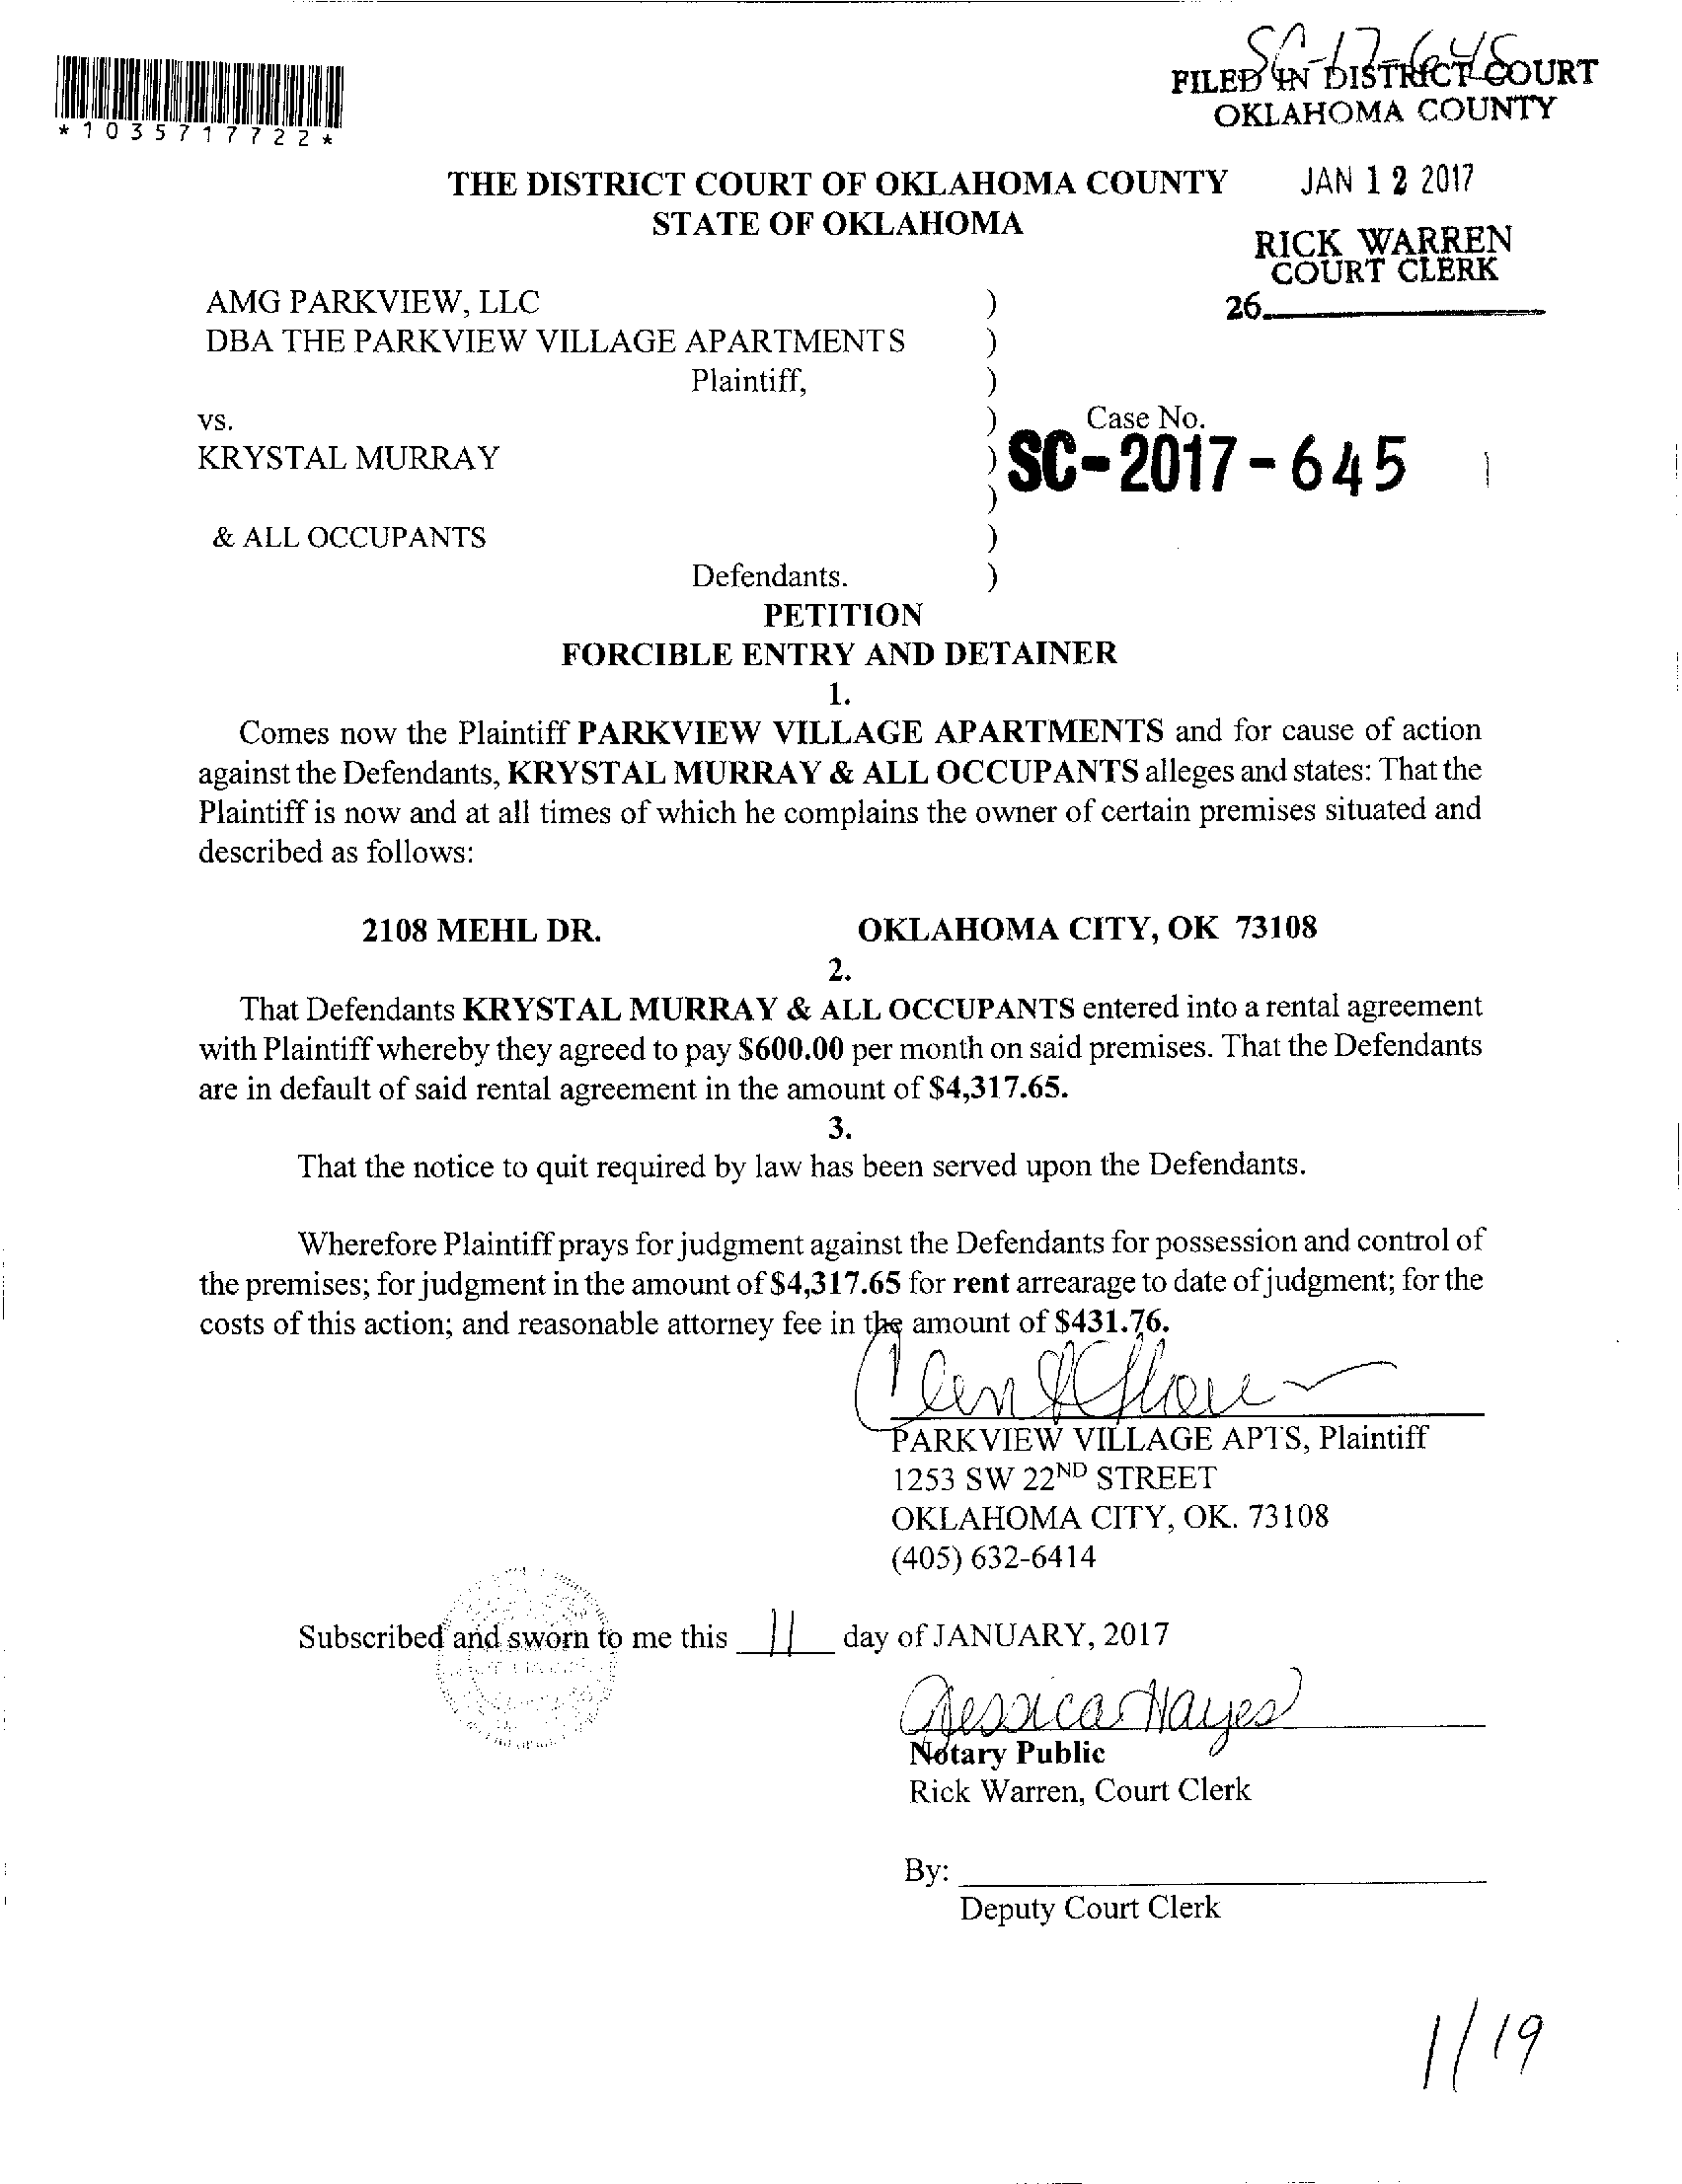 SC-17-645
FILED IN DISTRICT COURT
OKLAHOMA COUNTY
*1035717722*
THE DISTRICT COURT OF OKLAHOMA COUNTY
JAN 12 2017
STATE OF OKLAHOMA
RICK WARREN
COURT CLERK
26
AMG PARKVIEW, LLC )
DBA THE PARKVIEW VILLAGE APARTMENTS )
Plaintiff, )
vs. ) Case No.
KRYSTAL MURRAY ) SC-2017-645
)
& ALL OCCUPANTS )
Defendants. )
PETITION
FORCIBLE ENTRY AND DETAINER
1.
Comes now the Plaintiff PARKVIEW VILLAGE APARTMENTS and for cause of action
against the Defendants, KRYSTAL MURRAY & ALL OCCUPANTS alleges and states: That the
Plaintiff is now and at all times of which he complains the owner of certain premises situated and
described as follows:
2108 MEHL DR. OKLAHOMA CITY, OK 73108
2.
That Defendants KRYSTAL MURRAY & ALL OCCUPANTS entered into a rental agreement
with Plaintiff whereby they agreed to pay $600.00 per month on said premises. That the Defendants
are in default of said rental agreement in the amount of $4,317.65.
3.
That the notice to quit required by law has been served upon the Defendants.
Wherefore Plaintiff prays for judgment against the Defendants for possession and control of
the premises; for judgment in the amount of $4,317.65 for rent arrearage to date of judgment; for the
costs of this action; and reasonable attorney fee in the amount of $431.76.
PARKVIEW VILLAGE APTS, Plaintiff
1253 SW 22ND STREET
OKLAHOMA CITY, OK. 73108
(405) 632-6414
Subscribed and sworn to me this 11 day of JANUARY, 2017
Jessica Hayes
Notary Public
Rick Warren, Court Clerk
By:
Deputy Court Clerk
1/19